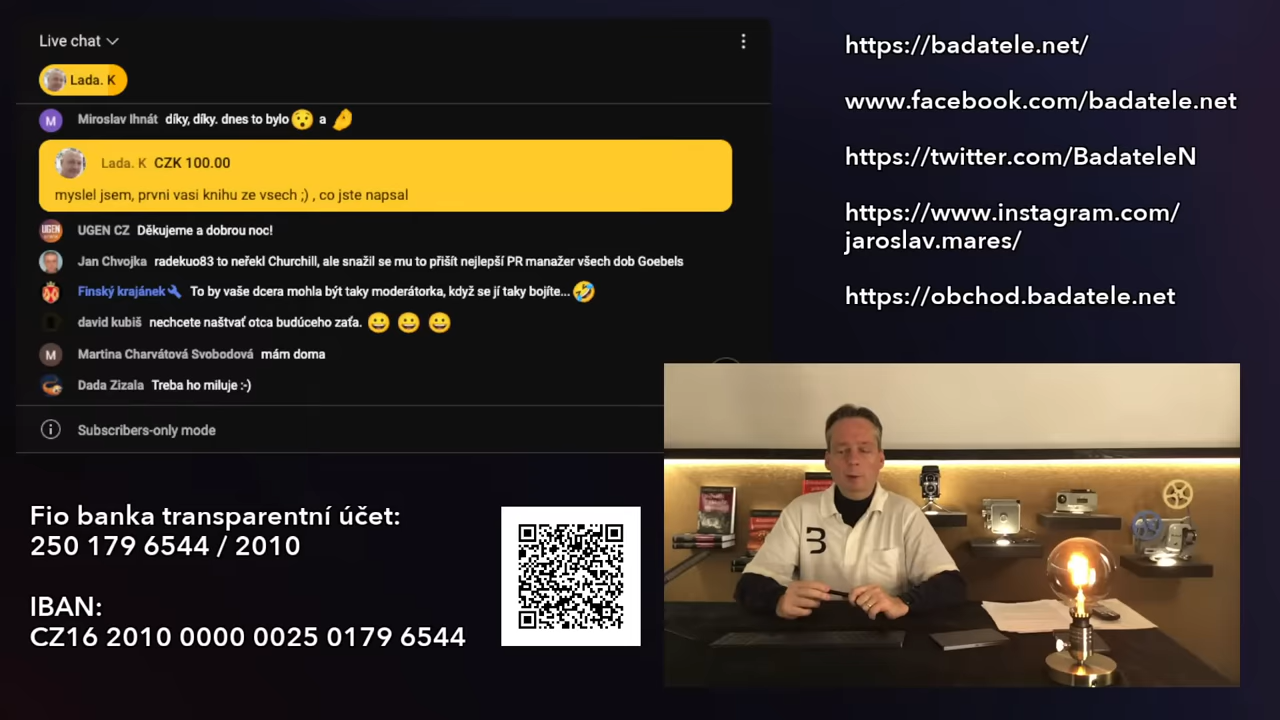 Live chat
Lada. K
Miroslav Ihnát díky, díky. dnes to bylo😯 a 🤌
Lada. K CZK 100.00
myslel jsem, prvni vasi knihu ze vsech ;) , co jste napsal
UGEN CZ Děkujeme a dobrou noc!
Jan Chvojka radekuo83 to neřekl Churchill, ale snažil se mu to přišít nejlepší PR manažer všech dob Goebels
Finský krajánek To by vaše dcera mohla být taky moderátorka, když se jí taky bojíte... 🤣
david kubiš nechcete naštvať otca budúceho zaťa. 😀 😀 😀
M Martina Charvátová Svobodová mám doma
Dada Zizala Treba ho miluje :-)
Subscribers-only mode
https://badatele.net/
www.facebook.com/badatele.net
https://twitter.com/BadateleN
https://www.instagram.com/
jaroslav.mares/
https://obchod.badatele.net
Fio banka transparentní účet:
250 179 6544 / 2010
IBAN:
CZ16 2010 0000 0025 0179 6544
B